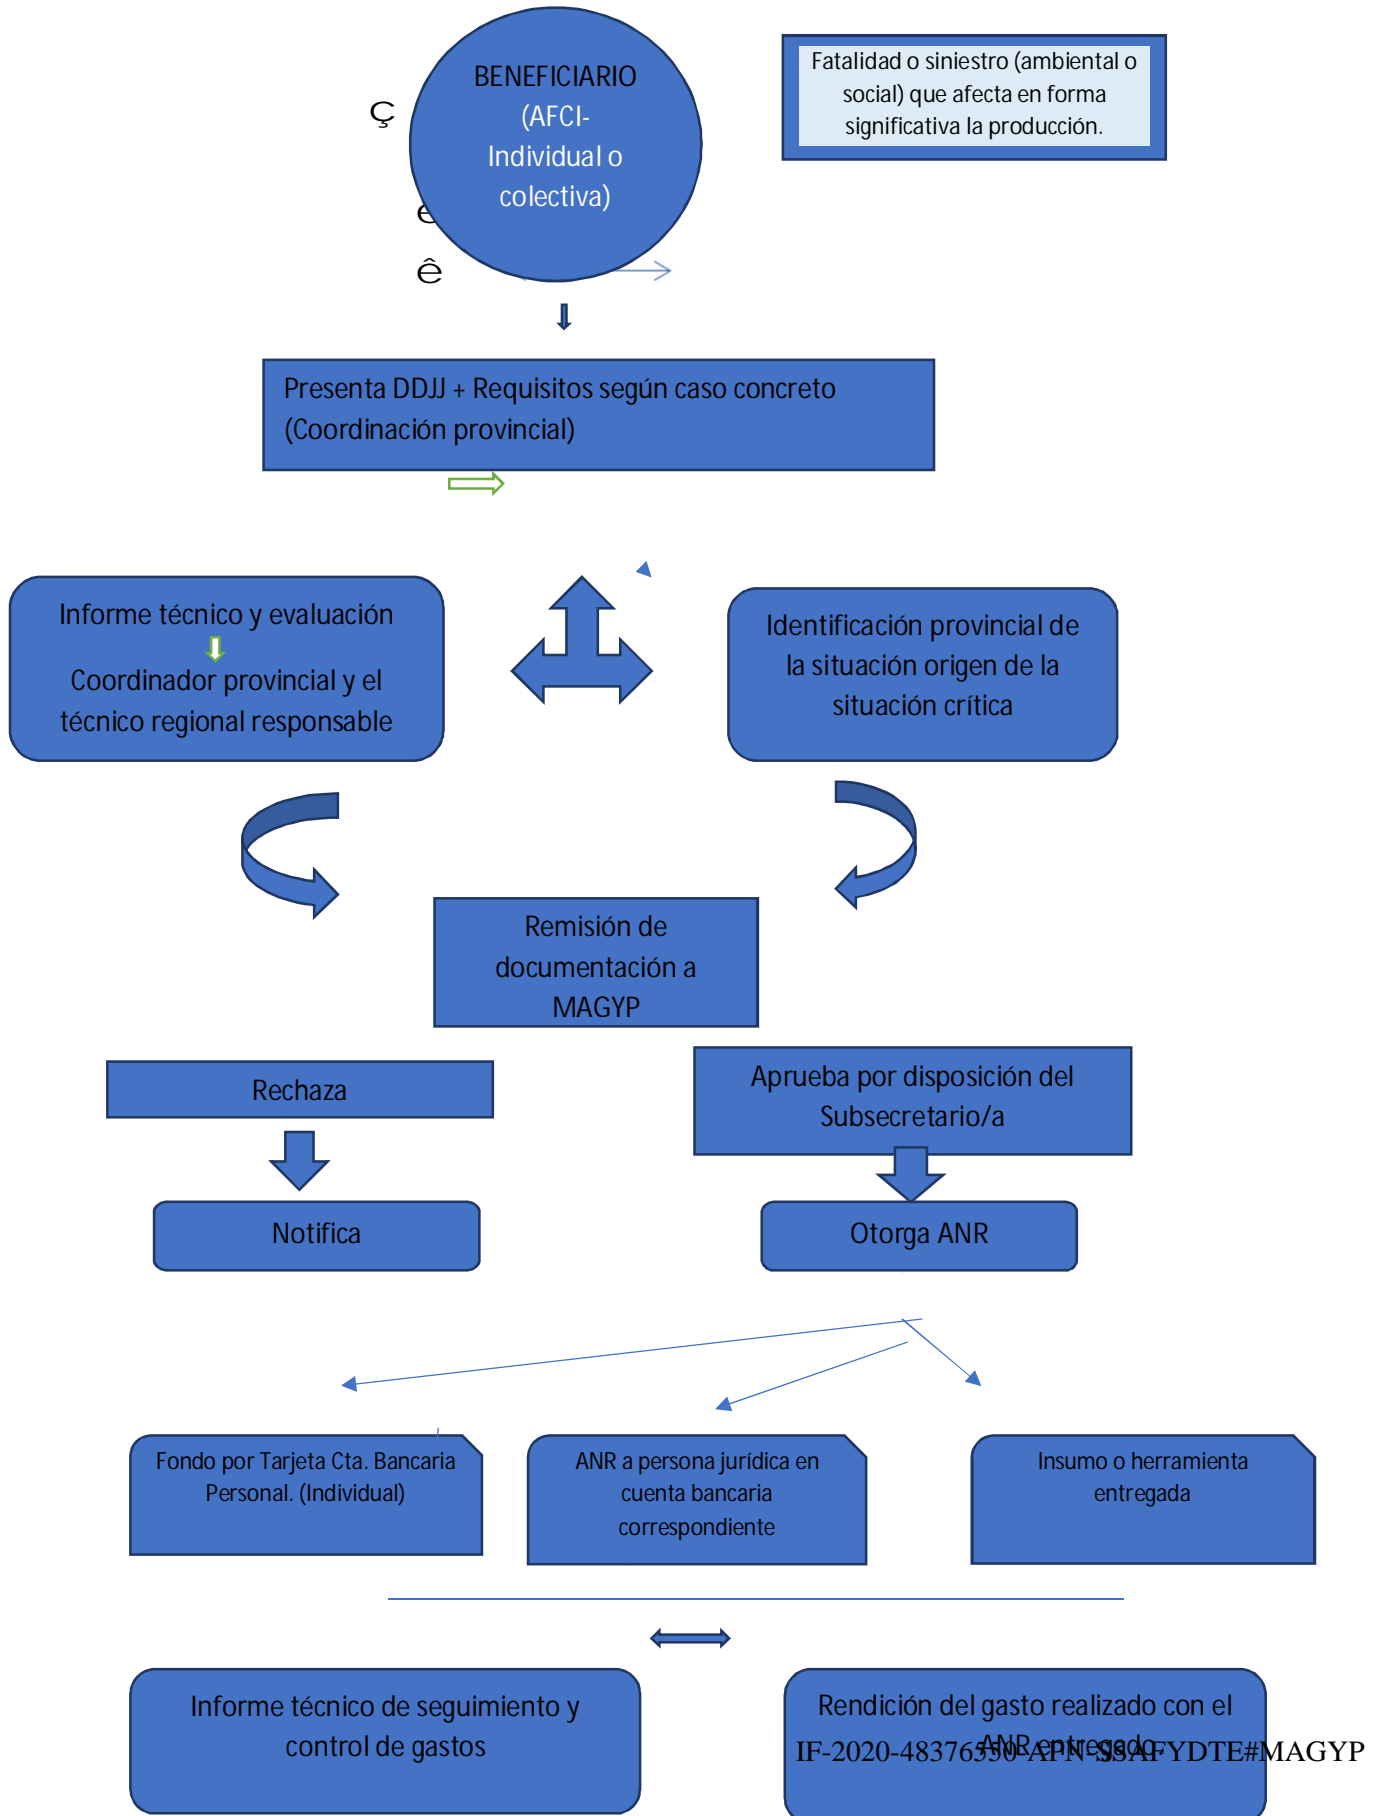 BENEFICIARIO
(AFCI-
Individual o
colectiva)
Fatalidad o siniestro (ambiental o
social) que afecta en forma
significativa la producción.
Ç
ê
Presenta DDJJ + Requisitos según caso concreto
(Coordinación provincial)
Informe técnico y evaluación
Coordinador provincial y el
técnico regional responsable
Identificación provincial de
la situación origen de la
situación crítica
Remisión de
documentación a
MAGYP
Rechaza
Aprueba por disposición del
Subsecretario/a
Notifica
Otorga ANR
Fondo por Tarjeta Cta. Bancaria
Personal. (Individual)
ANR a persona jurídica en
cuenta bancaria
correspondiente
Insumo o herramienta
entregada
Informe técnico de seguimiento y
control de gastos
Rendición del gasto realizado con el
ANR entregado.
IF-2020-48376550-APN-SSAFYDTE#MAGYP